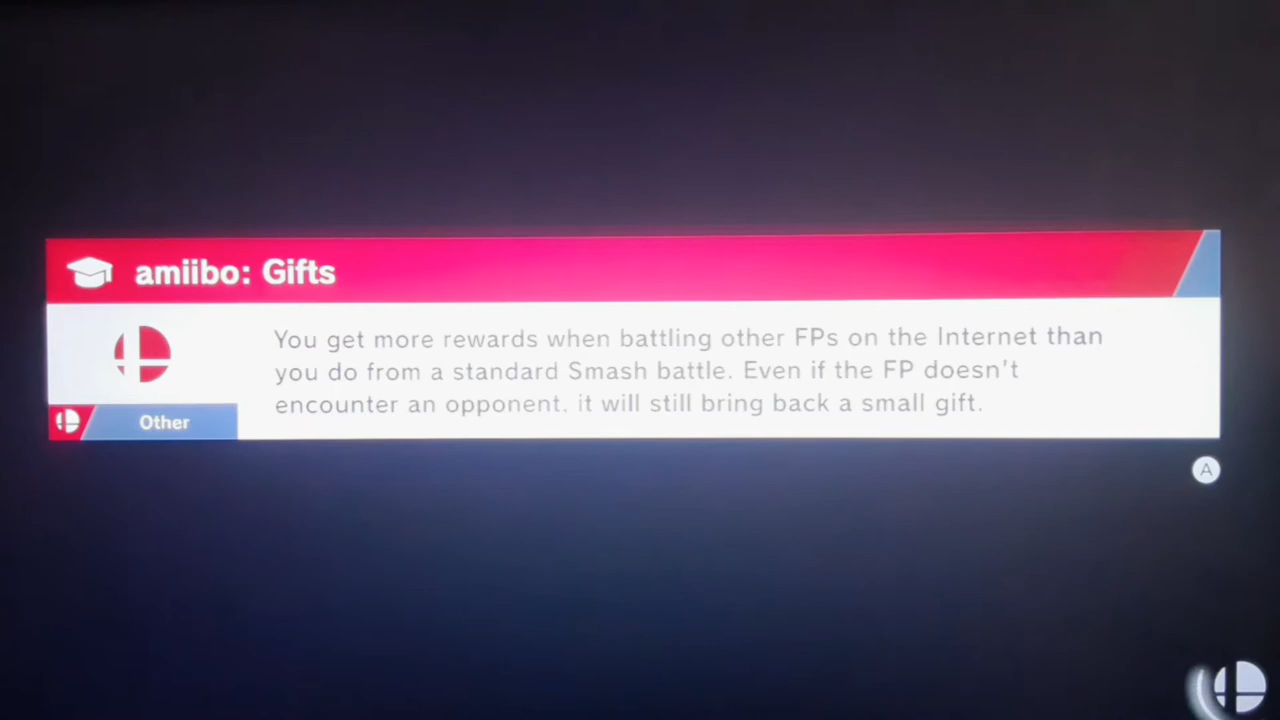 amiibo: Gifts
You get more rewards when battling other FPs on the Internet than
you do from a standard Smash battle. Even if the FP doesn't
encounter an opponent, it will still bring back a small gift.
Other
A